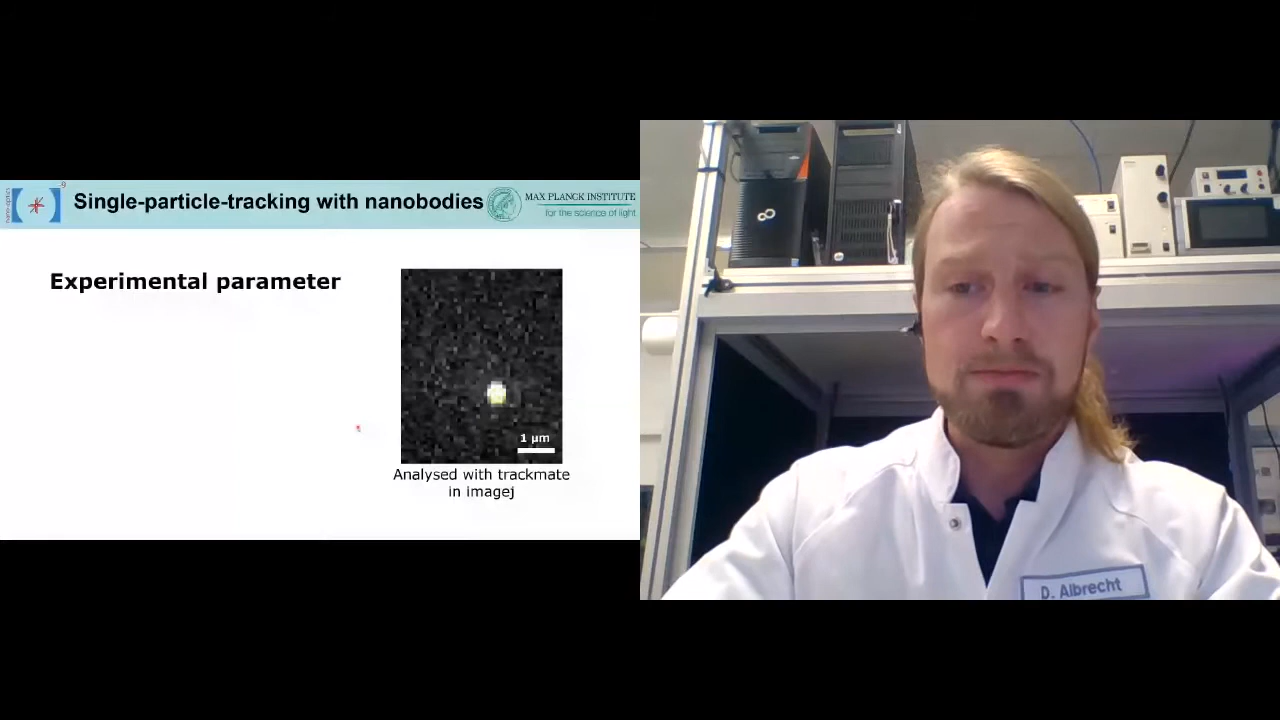 Single-particle-tracking with nanobodies
MAX PLANCK INSTITUTE
for the science of light
Experimental parameter
1 µm
Analysed with trackmate
in imagej
D. Albrecht